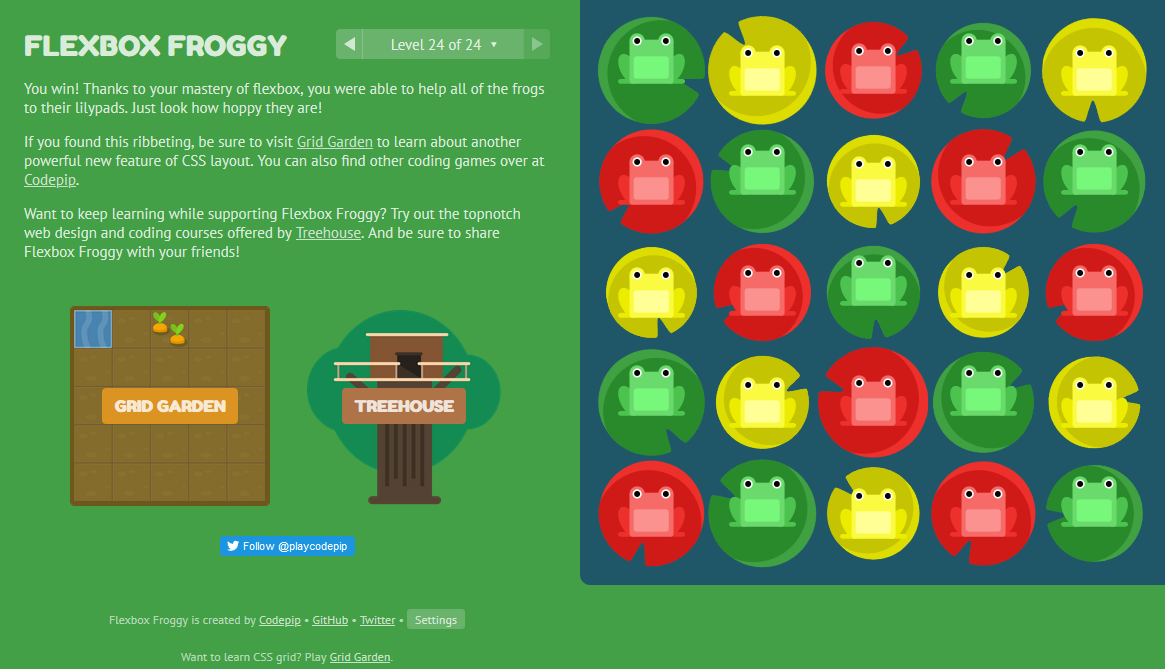 FLEXBOX FROGGY
Level 24 of 24
You win! Thanks to your mastery of flexbox, you were able to help all of the frogs
to their lilypads. Just look how hoppy they are!
If you found this ribbeting, be sure to visit Grid Garden to learn about another
powerful new feature of CSS layout. You can also find other coding games over at
Codepip.
Want to keep learning while supporting Flexbox Froggy? Try out the topnotch
web design and coding courses offered by Treehouse. And be sure to share
Flexbox Froggy with your friends!
GRID GARDEN
TREEHOUSE
Follow @playcodepip
Flexbox Froggy is created by Codepip • GitHub • Twitter • Settings
Want to learn CSS grid? Play Grid Garden.